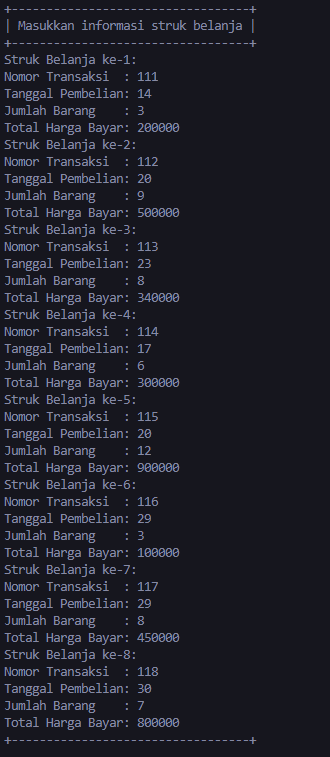 +----------------------------------+
| Masukkan informasi struk belanja |
+----------------------------------+
Struk Belanja ke-1:
Nomor Transaksi  : 111
Tanggal Pembelian: 14
Jumlah Barang    : 3
Total Harga Bayar: 200000
Struk Belanja ke-2:
Nomor Transaksi  : 112
Tanggal Pembelian: 20
Jumlah Barang    : 9
Total Harga Bayar: 500000
Struk Belanja ke-3:
Nomor Transaksi  : 113
Tanggal Pembelian: 23
Jumlah Barang    : 8
Total Harga Bayar: 340000
Struk Belanja ke-4:
Nomor Transaksi  : 114
Tanggal Pembelian: 17
Jumlah Barang    : 6
Total Harga Bayar: 300000
Struk Belanja ke-5:
Nomor Transaksi  : 115
Tanggal Pembelian: 20
Jumlah Barang    : 12
Total Harga Bayar: 900000
Struk Belanja ke-6:
Nomor Transaksi  : 116
Tanggal Pembelian: 29
Jumlah Barang    : 3
Total Harga Bayar: 100000
Struk Belanja ke-7:
Nomor Transaksi  : 117
Tanggal Pembelian: 29
Jumlah Barang    : 8
Total Harga Bayar: 450000
Struk Belanja ke-8:
Nomor Transaksi  : 118
Tanggal Pembelian: 30
Jumlah Barang    : 7
Total Harga Bayar: 800000
+----------------------------------+